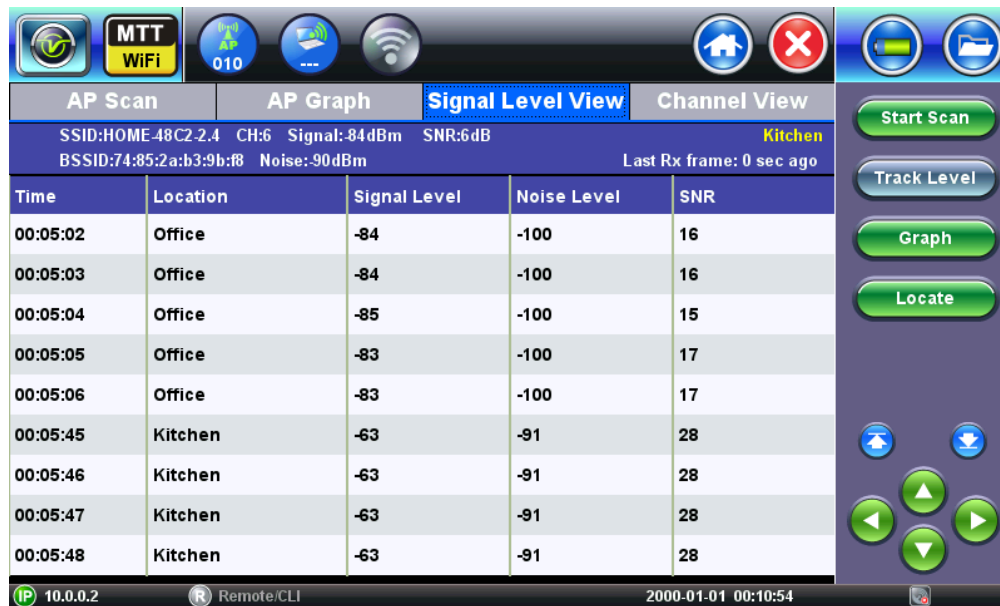 MTT
WiFi
AP
010
---
AP Scan AP Graph Signal Level View Channel View
SSID:HOME-48C2-2.4 CH:6 Signal:-84dBm SNR:6dB Kitchen
BSSID:74:85:2a:b3:9b:f8 Noise:-90dBm Last Rx frame: 0 sec ago
Time Location Signal Level Noise Level SNR
00:05:02 Office -84 -100 16
00:05:03 Office -84 -100 16
00:05:04 Office -85 -100 15
00:05:05 Office -83 -100 17
00:05:06 Office -83 -100 17
00:05:45 Kitchen -63 -91 28
00:05:46 Kitchen -63 -91 28
00:05:47 Kitchen -63 -91 28
00:05:48 Kitchen -63 -91 28
Start Scan
Track Level
Graph
Locate
IP 10.0.0.2 R Remote/CLI 2000-01-01 00:10:54